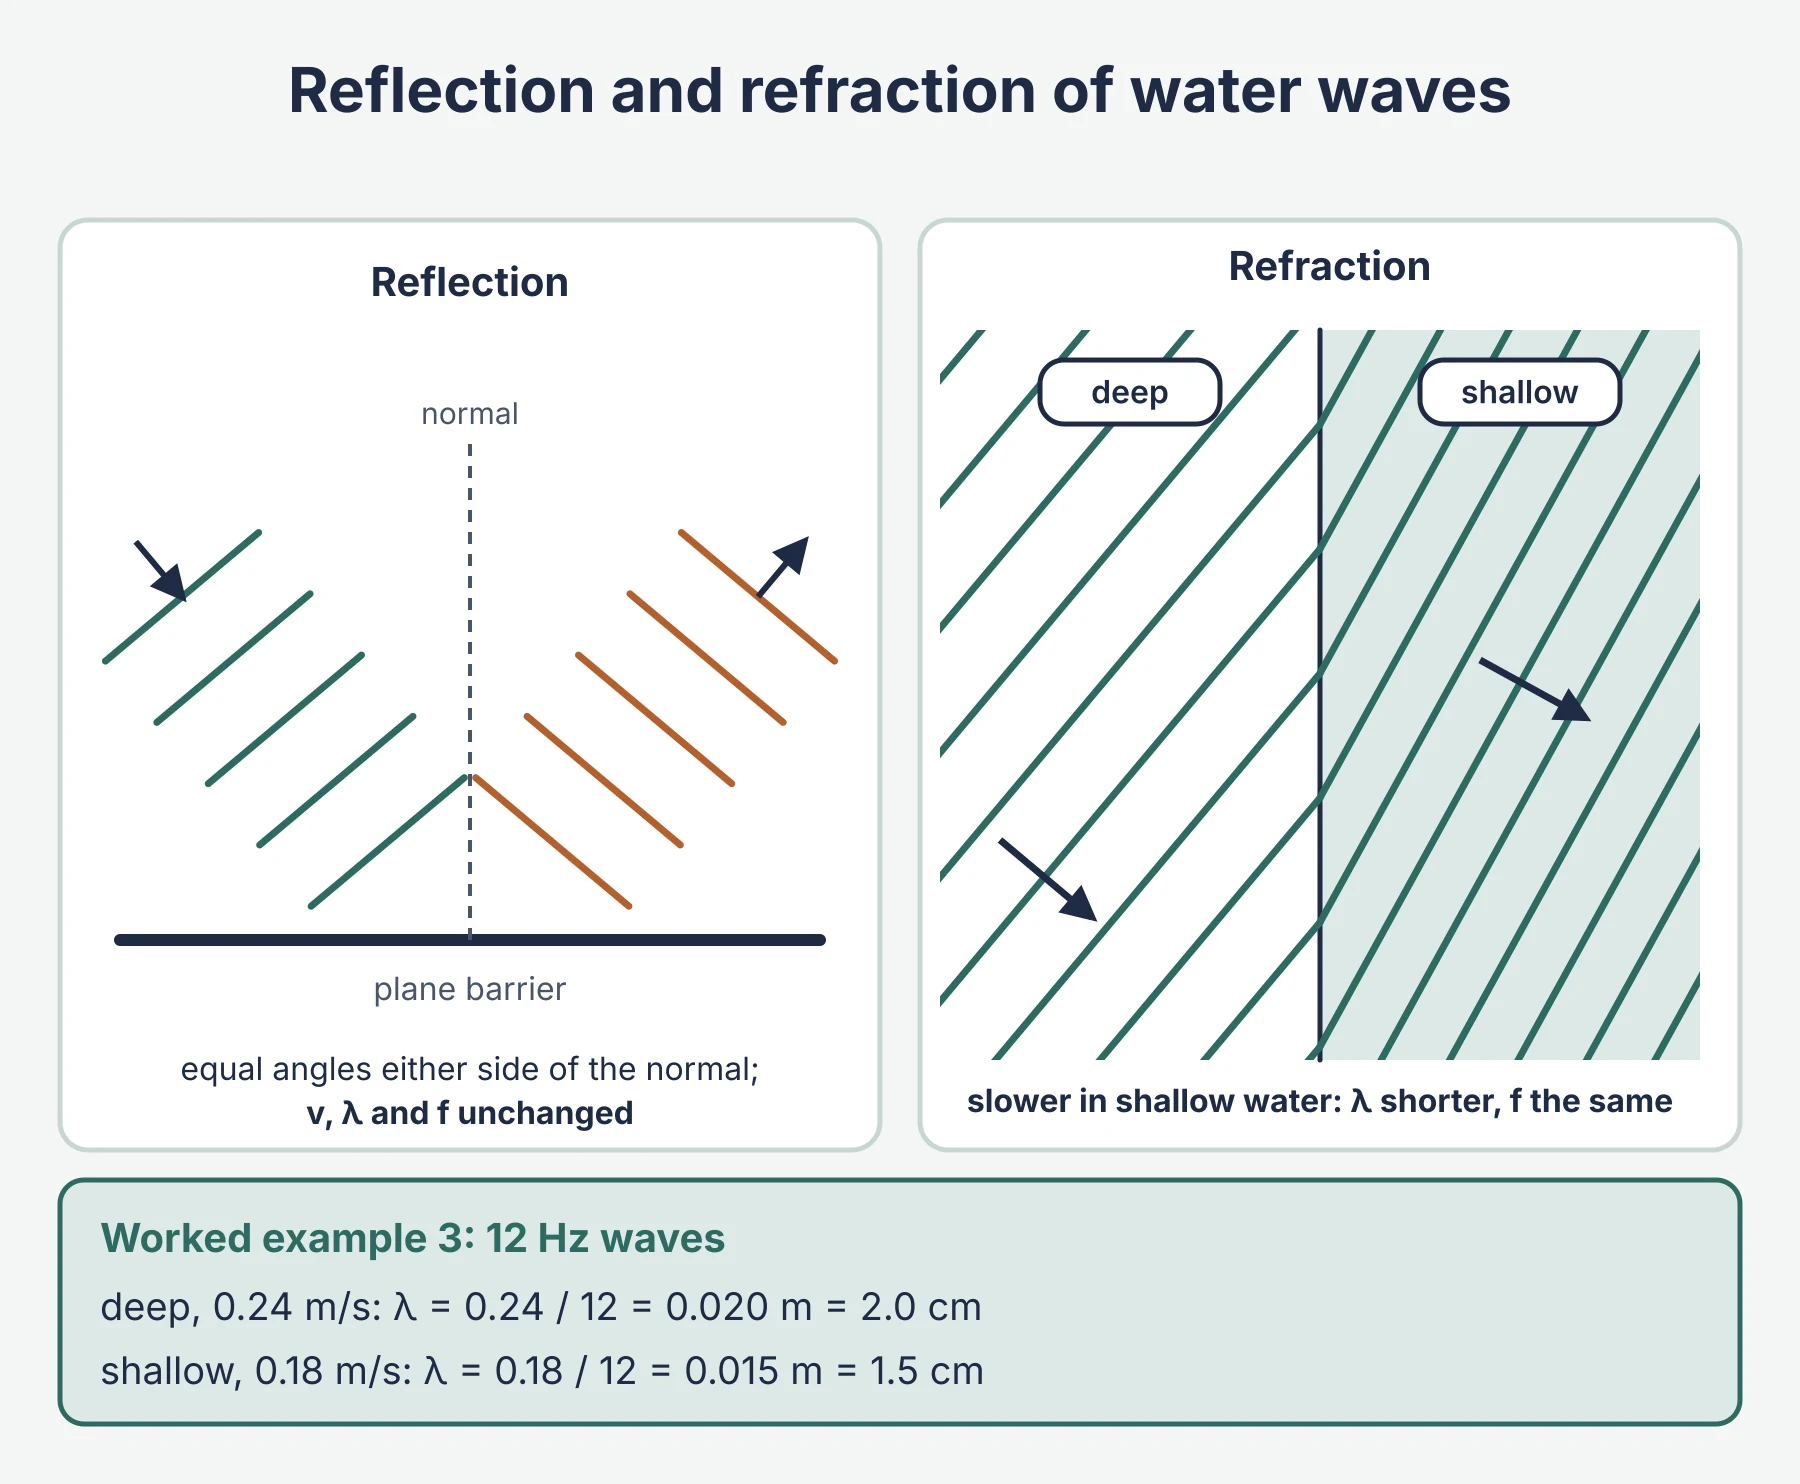 Reflection and refraction of water waves
Reflection
normal
plane barrier
equal angles either side of the normal;
v, λ and f unchanged
Refraction
deep
shallow
slower in shallow water: λ shorter, f the same
Worked example 3: 12 Hz waves
deep, 0.24 m/s: λ = 0.24 / 12 = 0.020 m = 2.0 cm
shallow, 0.18 m/s: λ = 0.18 / 12 = 0.015 m = 1.5 cm